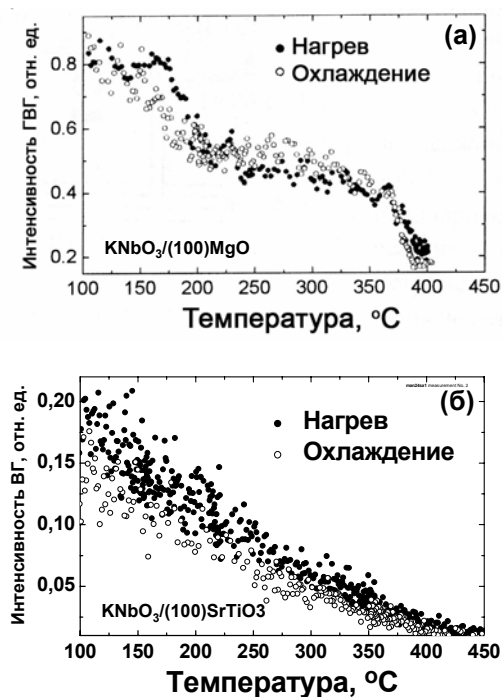 (а)
Нагрев
Охлаждение
Интенсивность ГВГ, отн. ед.
0.8
0.6
0.4
0.2
KNbO₃/(100)MgO
100 150 200 250 300 350 400 450
Температура, °C
(б)
Нагрев
Охлаждение
Интенсивность ВГ, отн. ед.
0,20
0,15
0,10
0,05
KNbO₃/(100)SrTiO3
100 150 200 250 300 350 400 450
Температура, °C